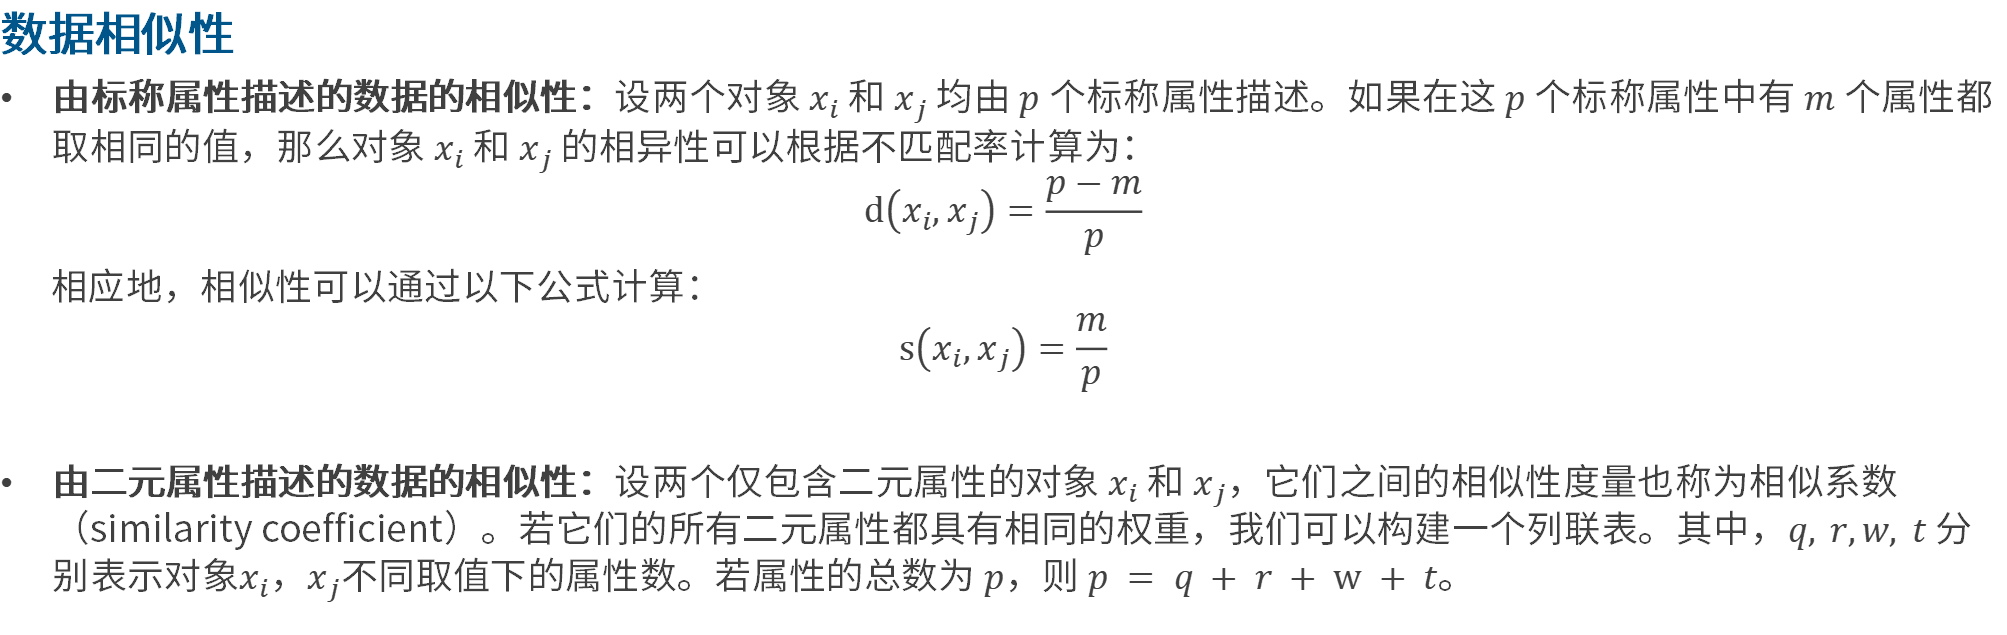 数据相似性
• 由标称属性描述的数据的相似性：设两个对象 xᵢ 和 xⱼ 均由 p 个标称属性描述。如果在这 p 个标称属性中有 m 个属性都
取相同的值，那么对象 xᵢ 和 xⱼ 的相异性可以根据不匹配率计算为：
d(xᵢ, xⱼ) = (p − m)/p
相应地，相似性可以通过以下公式计算：
s(xᵢ, xⱼ) = m/p
• 由二元属性描述的数据的相似性：设两个仅包含二元属性的对象 xᵢ 和 xⱼ，它们之间的相似性度量也称为相似系数
（similarity coefficient）。若它们的所有二元属性都具有相同的权重，我们可以构建一个列联表。其中，q, r, w, t 分
别表示对象xᵢ，xⱼ不同取值下的属性数。若属性的总数为 p，则 p = q + r + w + t。